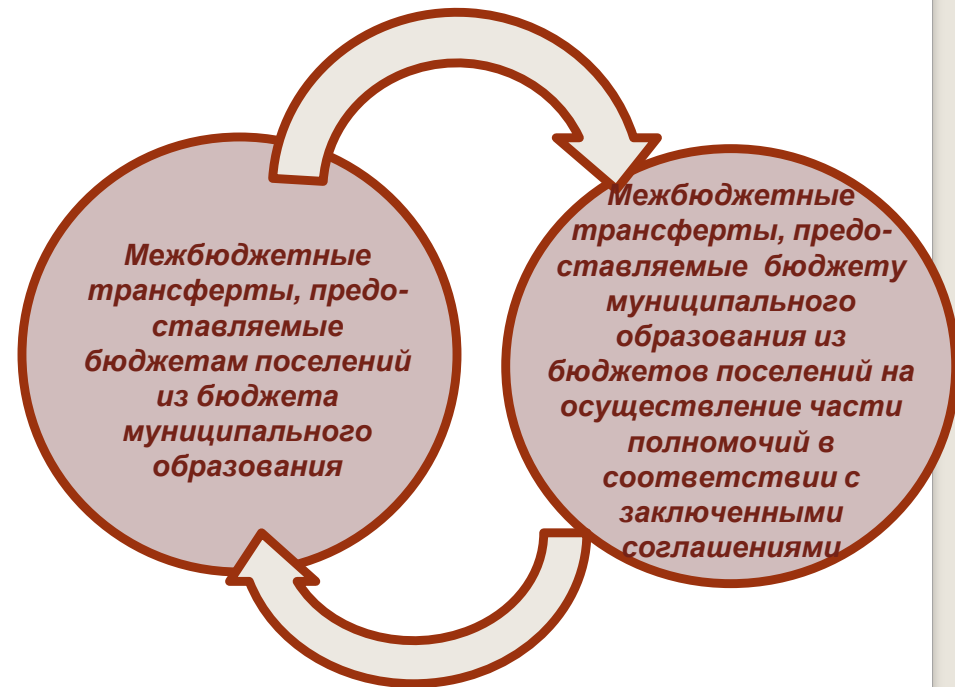 Межбюджетные
трансферты, предо-
ставляемые
бюджетам поселений
из бюджета
муниципального
образования
Межбюджетные
трансферты, предо-
ставляемые бюджету
муниципального
образования из
бюджетов поселений на
осуществление части
полномочий в
соответствии с
заключенными
соглашениями